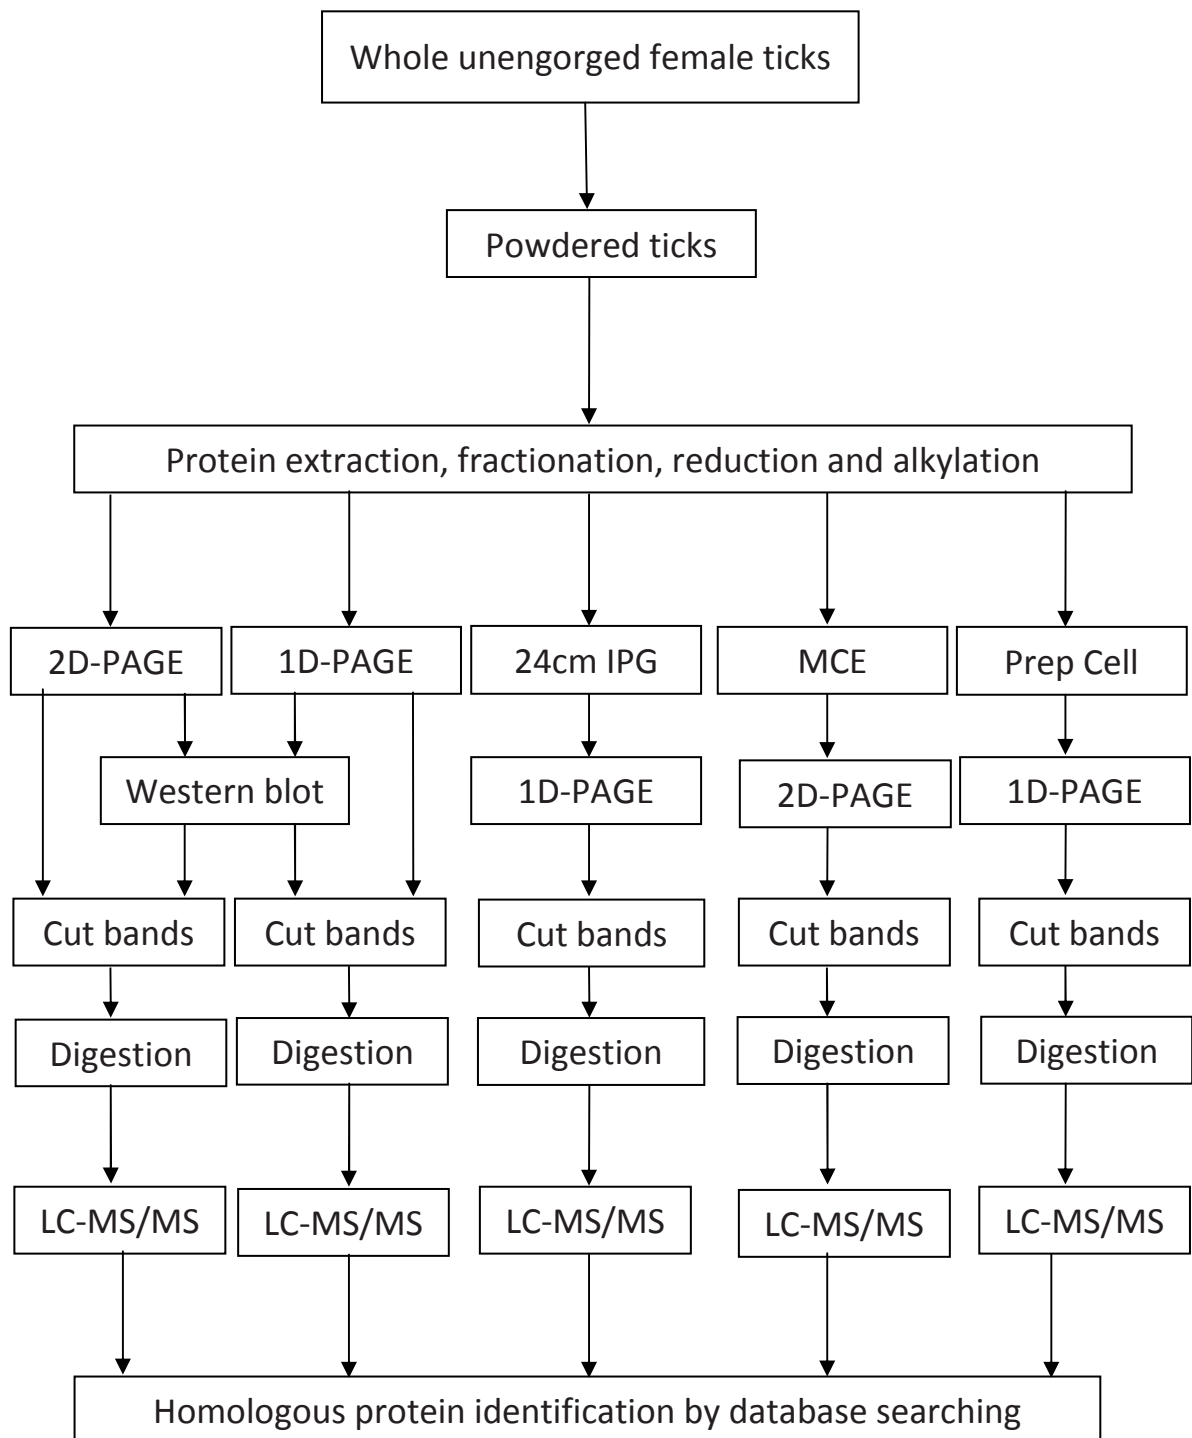 Whole unengorged female ticks
Powdered ticks
Protein extraction, fractionation, reduction and alkylation
2D-PAGE
1D-PAGE
24cm IPG
MCE
Prep Cell
Western blot
1D-PAGE
2D-PAGE
1D-PAGE
Cut bands
Cut bands
Cut bands
Cut bands
Cut bands
Digestion
Digestion
Digestion
Digestion
Digestion
LC-MS/MS
LC-MS/MS
LC-MS/MS
LC-MS/MS
LC-MS/MS
Homologous protein identification by database searching